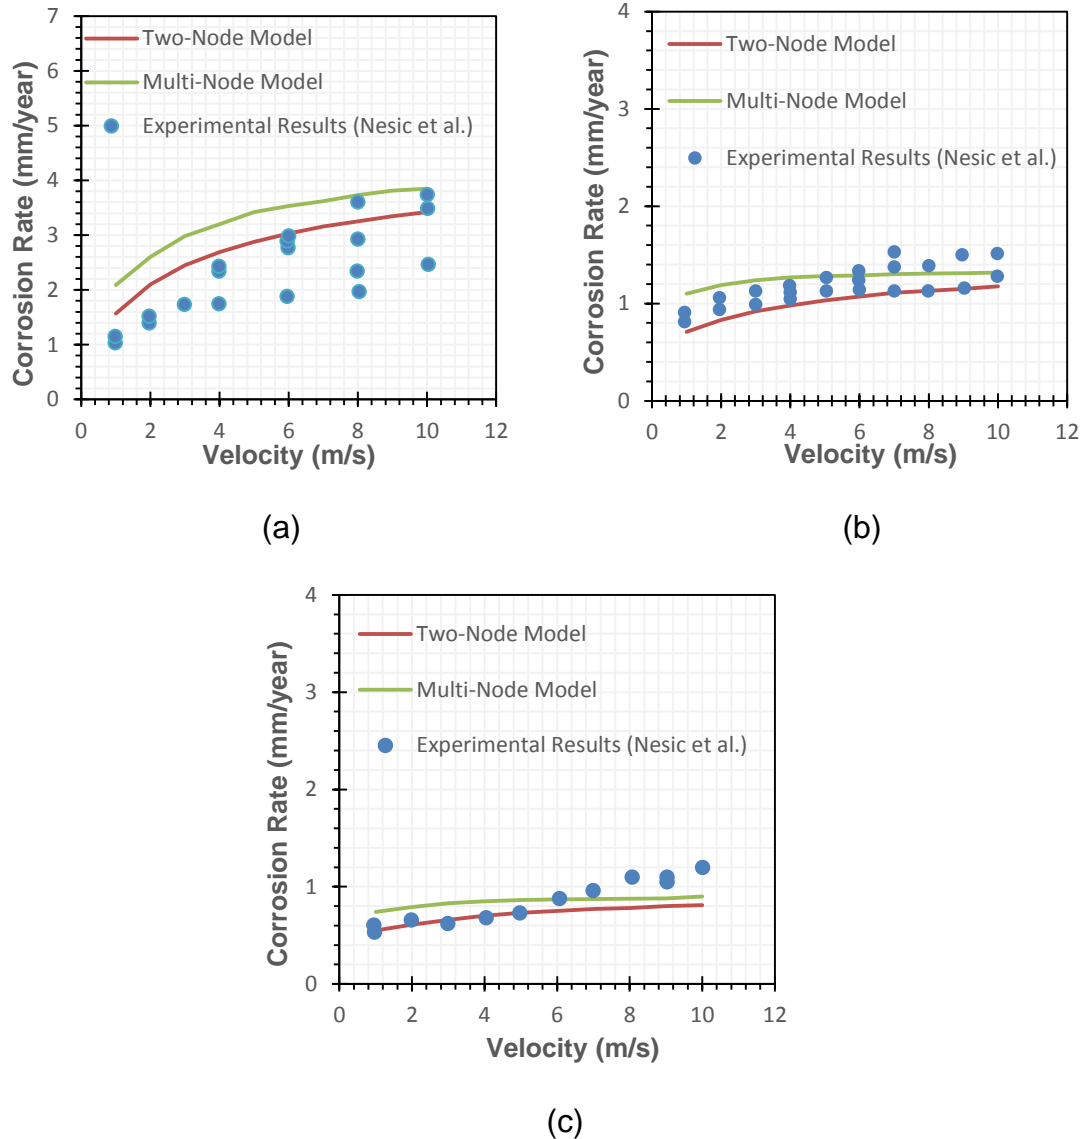 7
6
5
4
3
2
1
0
Corrosion Rate (mm/year)
Two-Node Model
Multi-Node Model
Experimental Results (Nesic et al.)
0 2 4 6 8 10 12
Velocity (m/s)
(a)
4
3
2
1
0
Corrosion Rate (mm/year)
Two-Node Model
Multi-Node Model
Experimental Results (Nesic et al.)
0 2 4 6 8 10 12
Velocity (m/s)
(b)
4
3
2
1
0
Corrosion Rate (mm/year)
Two-Node Model
Multi-Node Model
Experimental Results (Nesic et al.)
0 2 4 6 8 10 12
Velocity (m/s)
(c)